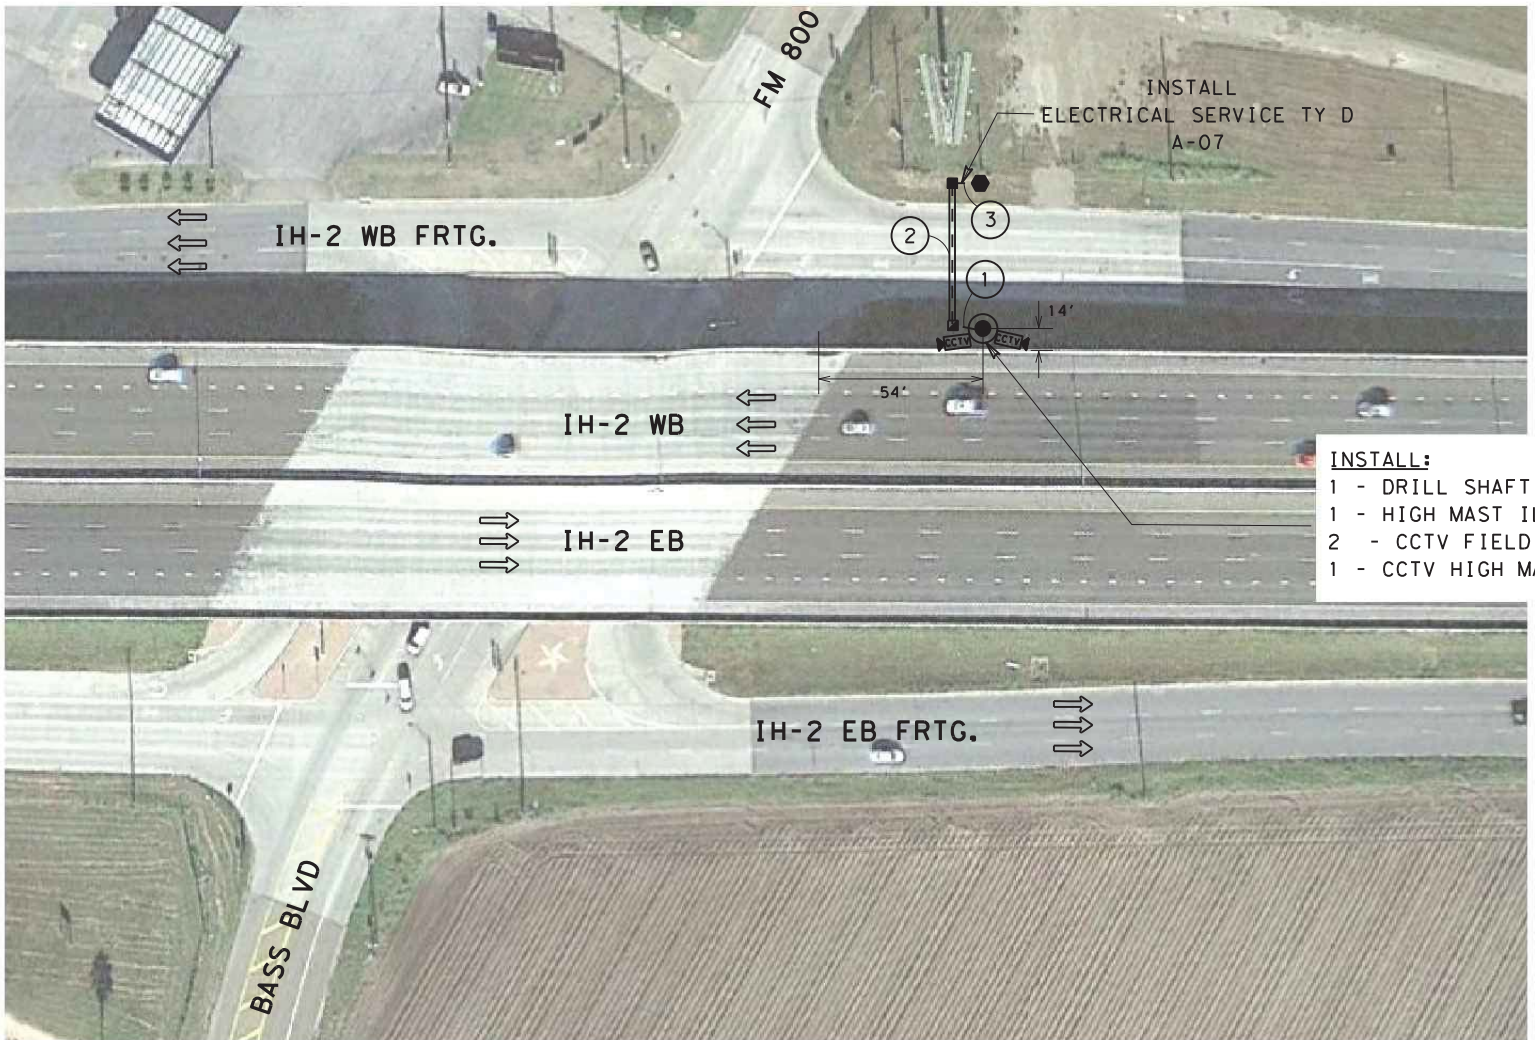 FM 800
INSTALL
ELECTRICAL SERVICE TY D
A-07
3
2
IH-2 WB FRTG.
1
14'
CCTV CCTV
54'
IH-2 WB
INSTALL:
1 - DRILL SHAFT
1 - HIGH MAST
2 - CCTV FIELD
1 - CCTV HIGH
IH-2 EB
IH-2 EB FRTG.
BASS BLVD